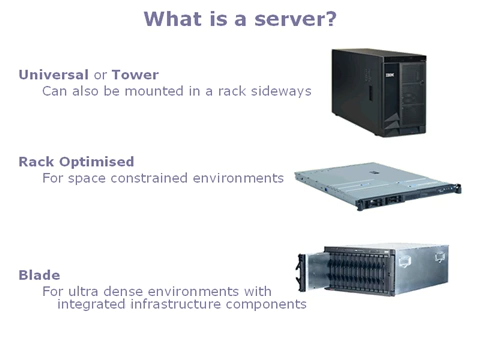 What is a server?
Universal or Tower
Can also be mounted in a rack sideways
IBM
Rack Optimised
For space constrained environments
Blade
For ultra dense environments with
integrated infrastructure components